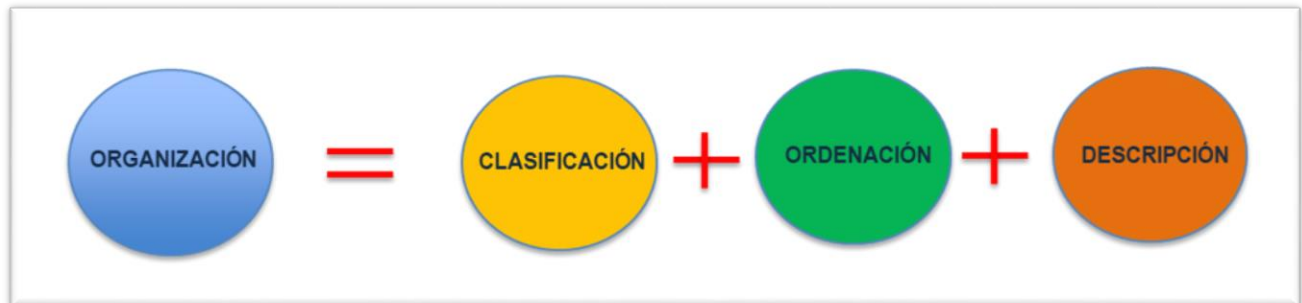 ORGANIZACIÓN = CLASIFICACIÓN + ORDENACIÓN + DESCRIPCIÓN